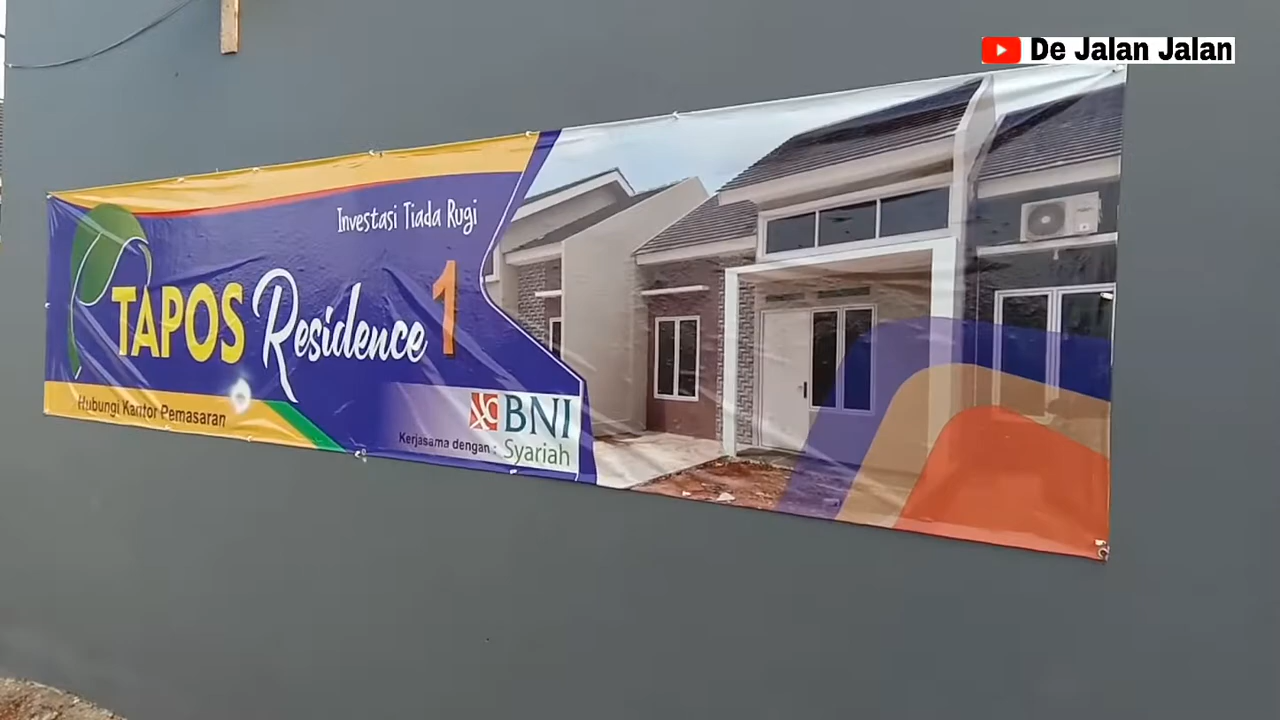 De Jalan Jalan
Investasi Tiada Rugi
TAPOS Residence 1
Hubungi Kantor Pemasaran
Kerjasama dengan :
BNI
Syariah